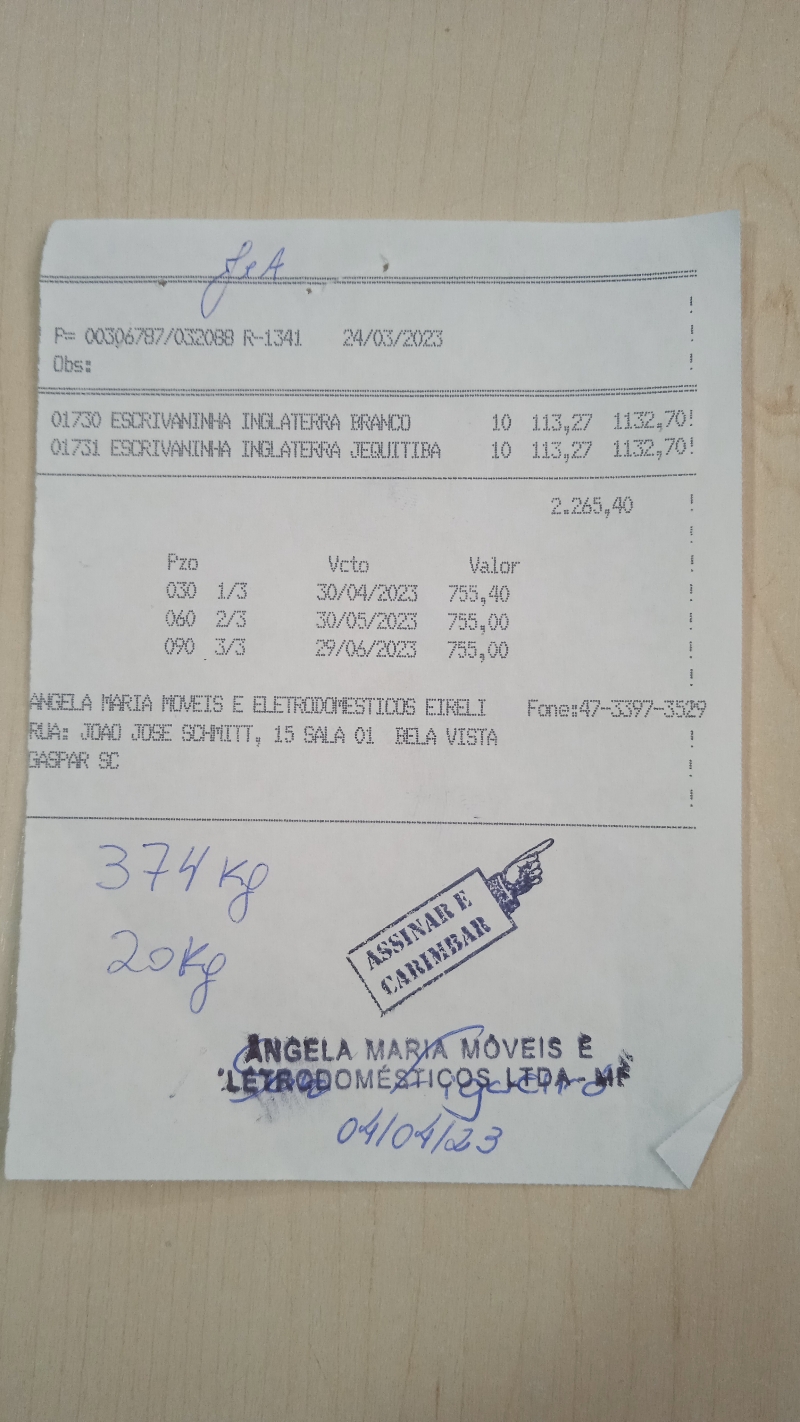 P= 00306787/032088 R-1341 24/03/2023
Obs:
01730 ESCRIVANINHA INGLATERRA BRANCO 10 113,27 1132,70!
01731 ESCRIVANINHA INGLATERRA JEQUITIBA 10 113,27 1132,70!
2.265,40 !
Pzo Vcto Valor
030 1/3 30/04/2023 755,40
060 2/3 30/05/2023 755,00
090 3/3 29/06/2023 755,00
ANGELA MARIA MOVEIS E ELETRODOMESTICOS EIRELI Fone:47-3397-3529
RUA: JOAO JOSE SCHMITT, 15 SALA 01 BELA VISTA
GASPAR SC
374 kg
20 kg
ASSINAR E
CARIMBAR
ÂNGELA MARIA MÓVEIS E
LETRODOMÉSTICOS LTDA - ME
04/04/23